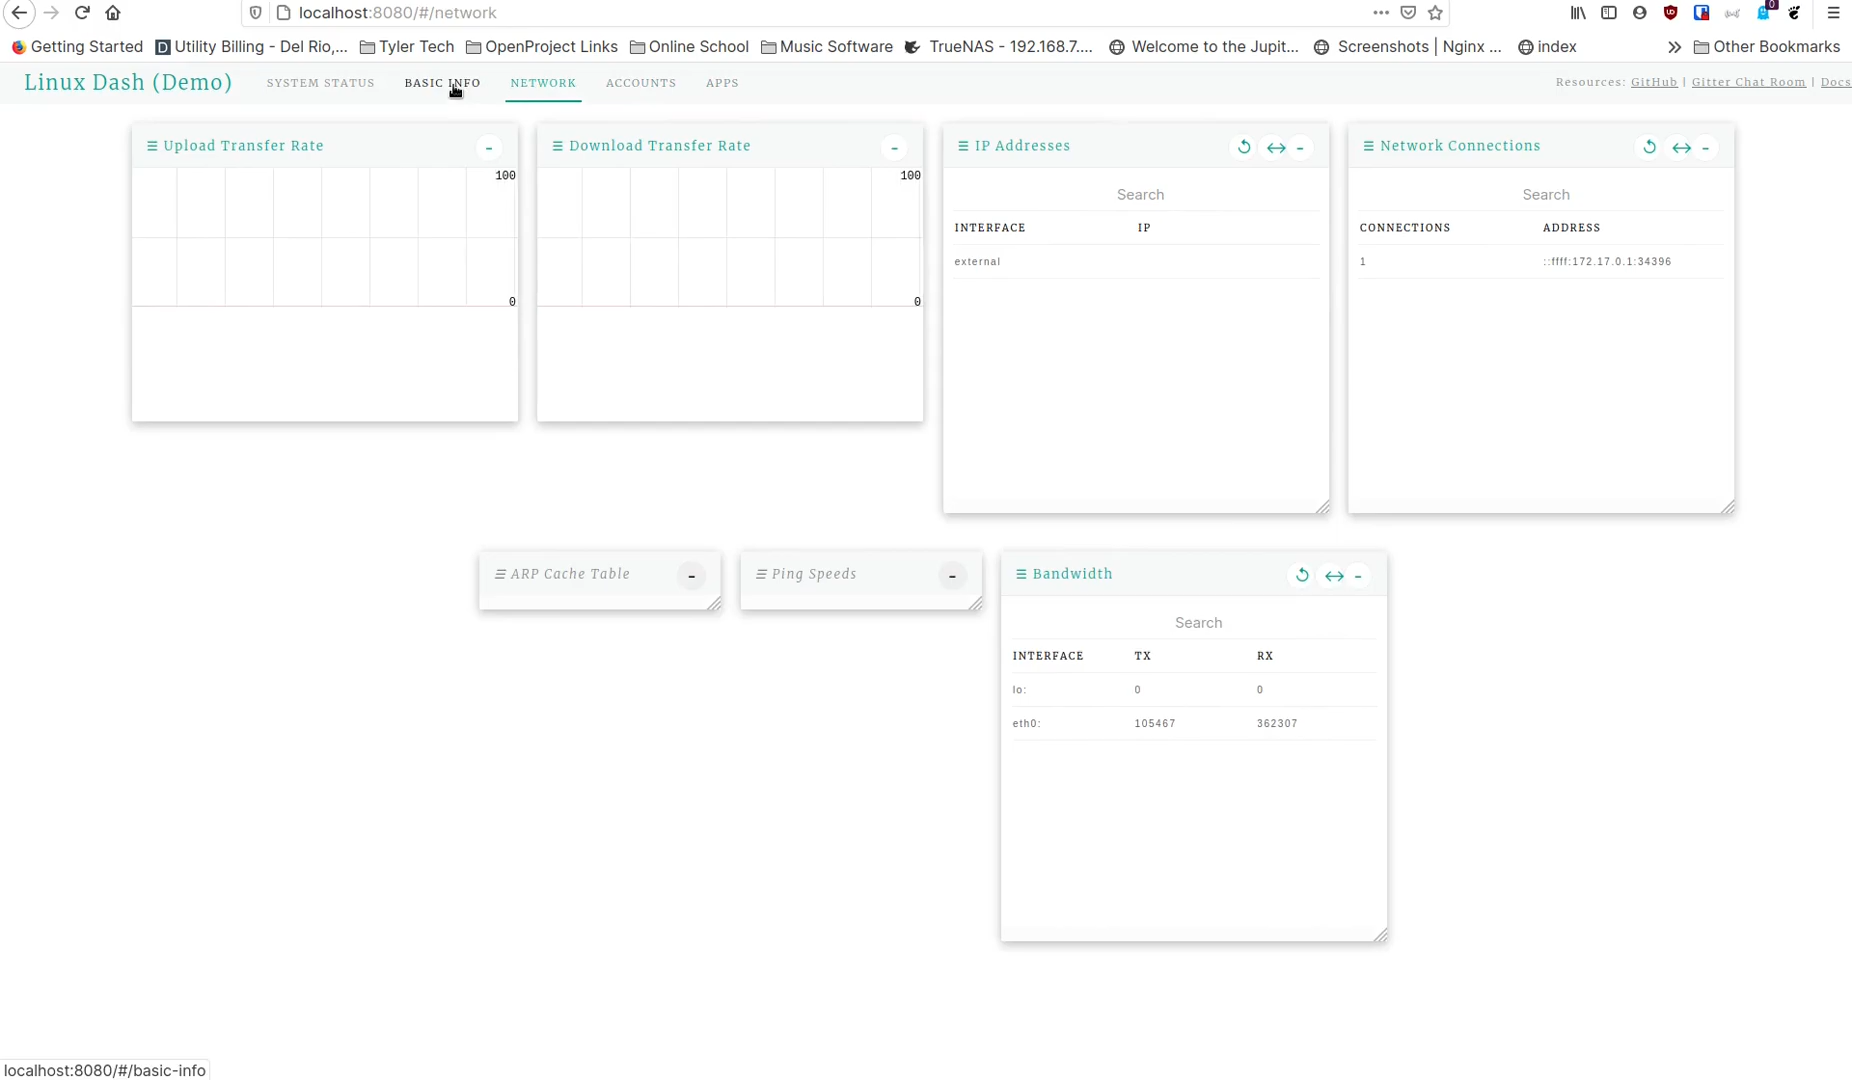 localhost:8080/#/network
0
Getting Started
Utility Billing - Del Rio,...
Tyler Tech
OpenProject Links
Online School
Music Software
TrueNAS - 192.168.7....
Welcome to the Jupit...
Screenshots | Nginx ...
index
Other Bookmarks
Linux Dash (Demo)
SYSTEM STATUS
BASIC INFO
NETWORK
ACCOUNTS
APPS
Resources: GitHub | Gitter Chat Room | Docs
Upload Transfer Rate -
100
0
Download Transfer Rate -
100
0
IP Addresses -
Search
INTERFACE IP
external
Network Connections -
Search
CONNECTIONS ADDRESS
1 ::ffff:172.17.0.1:34396
ARP Cache Table -
Ping Speeds -
Bandwidth -
Search
INTERFACE TX RX
lo: 0 0
eth0: 105467 362307
localhost:8080/#/basic-info